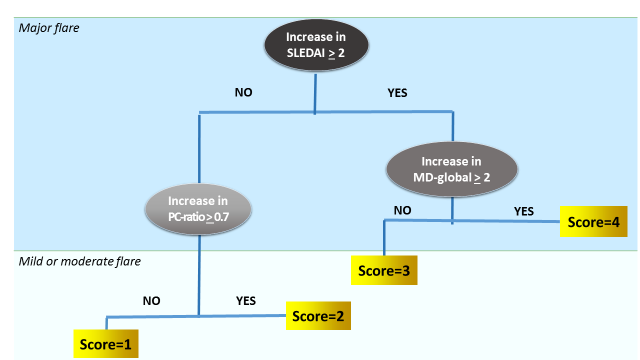 Major flare
Increase in
SLEDAI ≥ 2
NO
YES
Increase in
MD-global ≥ 2
Increase in
PC-ratio ≥ 0.7
NO
YES
Score=4
Mild or moderate flare
Score=3
NO
YES
Score=2
Score=1